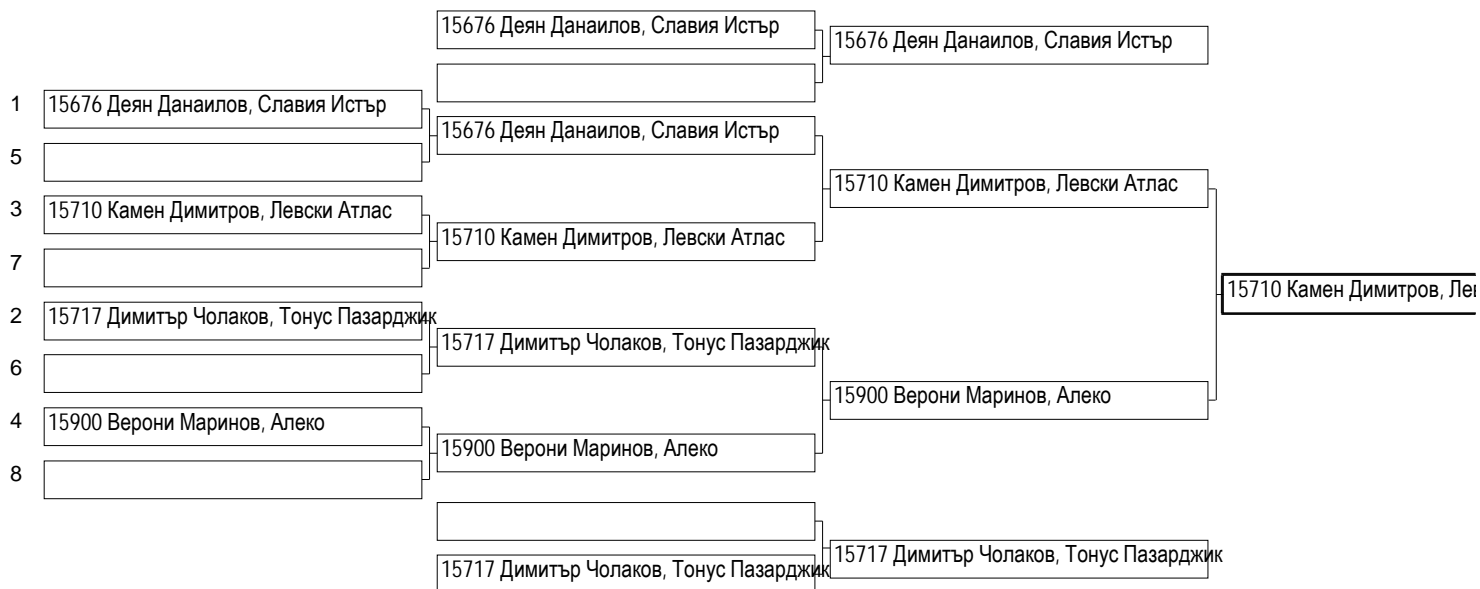 15676 Деян Данаилов, Славия Истър
15676 Деян Данаилов, Славия Истър
1 15676 Деян Данаилов, Славия Истър
15676 Деян Данаилов, Славия Истър
5
15710 Камен Димитров, Левски Атлас
3 15710 Камен Димитров, Левски Атлас
15710 Камен Димитров, Левски Атлас
7
15710 Камен Димитров, Лев
2 15717 Димитър Чолаков, Тонус Пазарджик
15717 Димитър Чолаков, Тонус Пазарджик
6
15900 Верони Маринов, Алеко
4 15900 Верони Маринов, Алеко
15900 Верони Маринов, Алеко
8
15717 Димитър Чолаков, Тонус Пазарджик
15717 Димитър Чолаков, Тонус Пазарджик